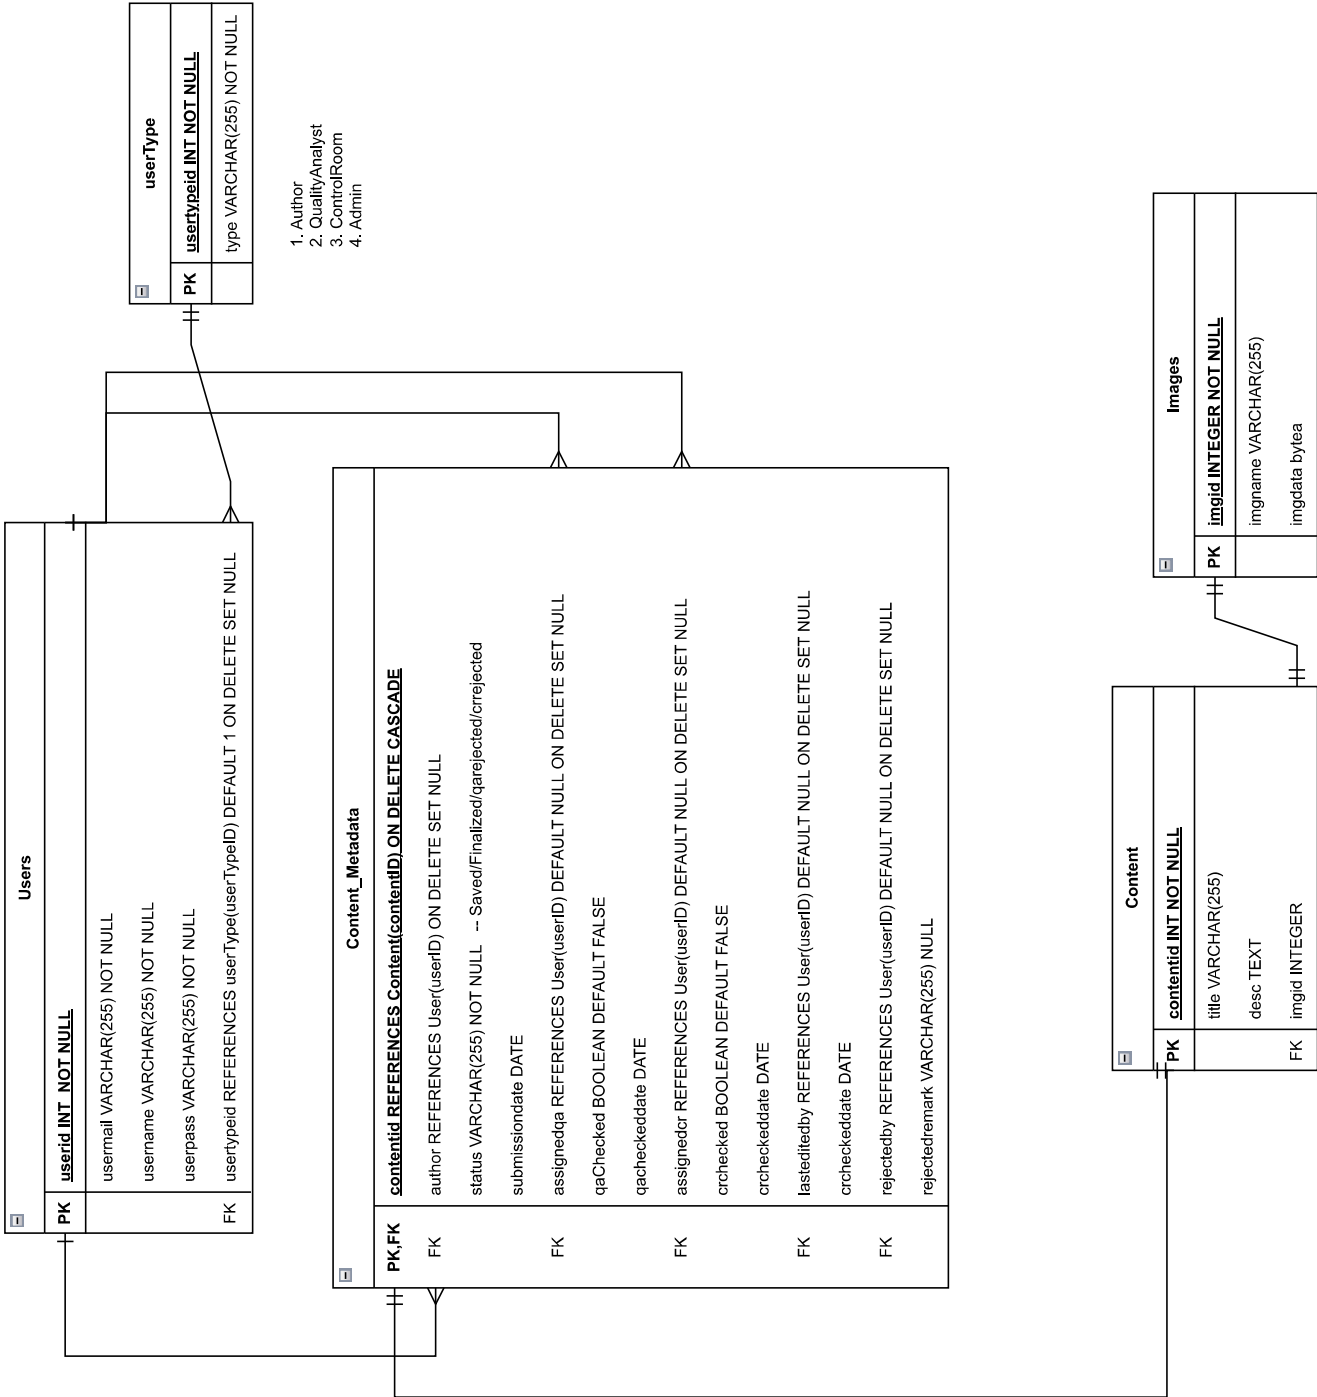 Users
PK userid INT  NOT NULL
usermail VARCHAR(255) NOT NULL
username VARCHAR(255) NOT NULL
userpass VARCHAR(255) NOT NULL
FK usertypeid REFERENCES userType(userTypeID) DEFAULT 1 ON DELETE SET NULL
userType
PK usertypeid INT NOT NULL
type VARCHAR(255) NOT NULL
1. Author
2. QualityAnalyst
3. ControlRoom
4. Admin
Content_Metadata
PK,FK contentid REFERENCES Content(contentID) ON DELETE CASCADE
FK author REFERENCES User(userID) ON DELETE SET NULL
status VARCHAR(255) NOT NULL  -- Saved/Finalized/qarejected/crrejected
submissiondate DATE
FK assignedqa REFERENCES User(userID) DEFAULT NULL ON DELETE SET NULL
qaChecked BOOLEAN DEFAULT FALSE
qacheckeddate DATE
FK assignedcr REFERENCES User(userID) DEFAULT NULL ON DELETE SET NULL
crchecked BOOLEAN DEFAULT FALSE
crcheckeddate DATE
FK lasteditedby REFERENCES User(userID) DEFAULT NULL ON DELETE SET NULL
crcheckeddate DATE
FK rejectedby REFERENCES User(userID) DEFAULT NULL ON DELETE SET NULL
rejectedremark VARCHAR(255) NULL
Content
PK contentid INT NOT NULL
title VARCHAR(255)
desc TEXT
FK imgid INTEGER
Images
PK imgid INTEGER NOT NULL
imgname VARCHAR(255)
imgdata bytea